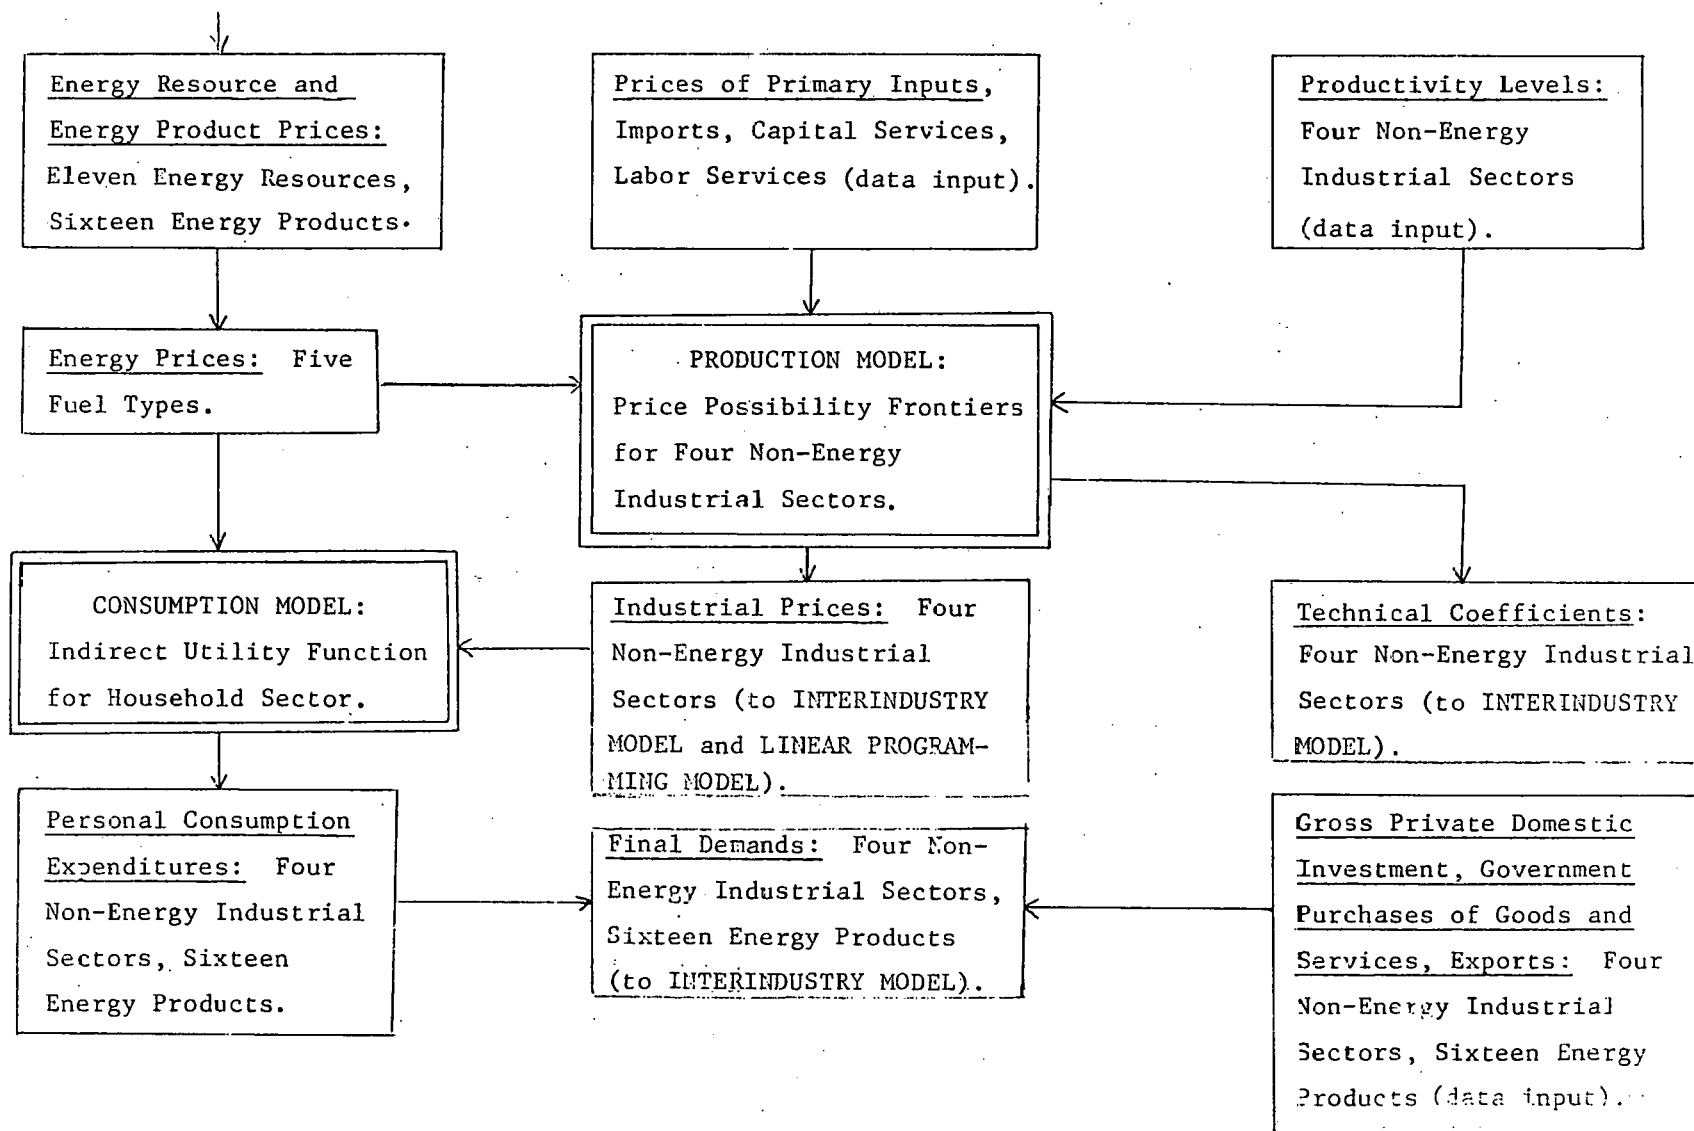 Energy Resource and
Energy Product Prices:
Eleven Energy Resources,
Sixteen Energy Products.
Prices of Primary Inputs,
Imports, Capital Services,
Labor Services (data input).
Productivity Levels:
Four Non-Energy
Industrial Sectors
(data input).
Energy Prices: Five
Fuel Types.
PRODUCTION MODEL:
Price Possibility Frontiers
for Four Non-Energy
Industrial Sectors.
CONSUMPTION MODEL:
Indirect Utility Function
for Household Sector.
Industrial Prices: Four
Non-Energy Industrial
Sectors (to INTERINDUSTRY
MODEL and LINEAR PROGRAM-
MING MODEL).
Technical Coefficients:
Four Non-Energy Industrial
Sectors (to INTERINDUSTRY
MODEL).
Personal Consumption
Expenditures: Four
Non-Energy Industrial
Sectors, Sixteen
Energy Products.
Final Demands: Four Non-
Energy Industrial Sectors,
Sixteen Energy Products
(to INTERINDUSTRY MODEL).
Gross Private Domestic
Investment, Government
Purchases of Goods and
Services, Exports: Four
Non-Energy Industrial
Sectors, Sixteen Energy
Products (data input).